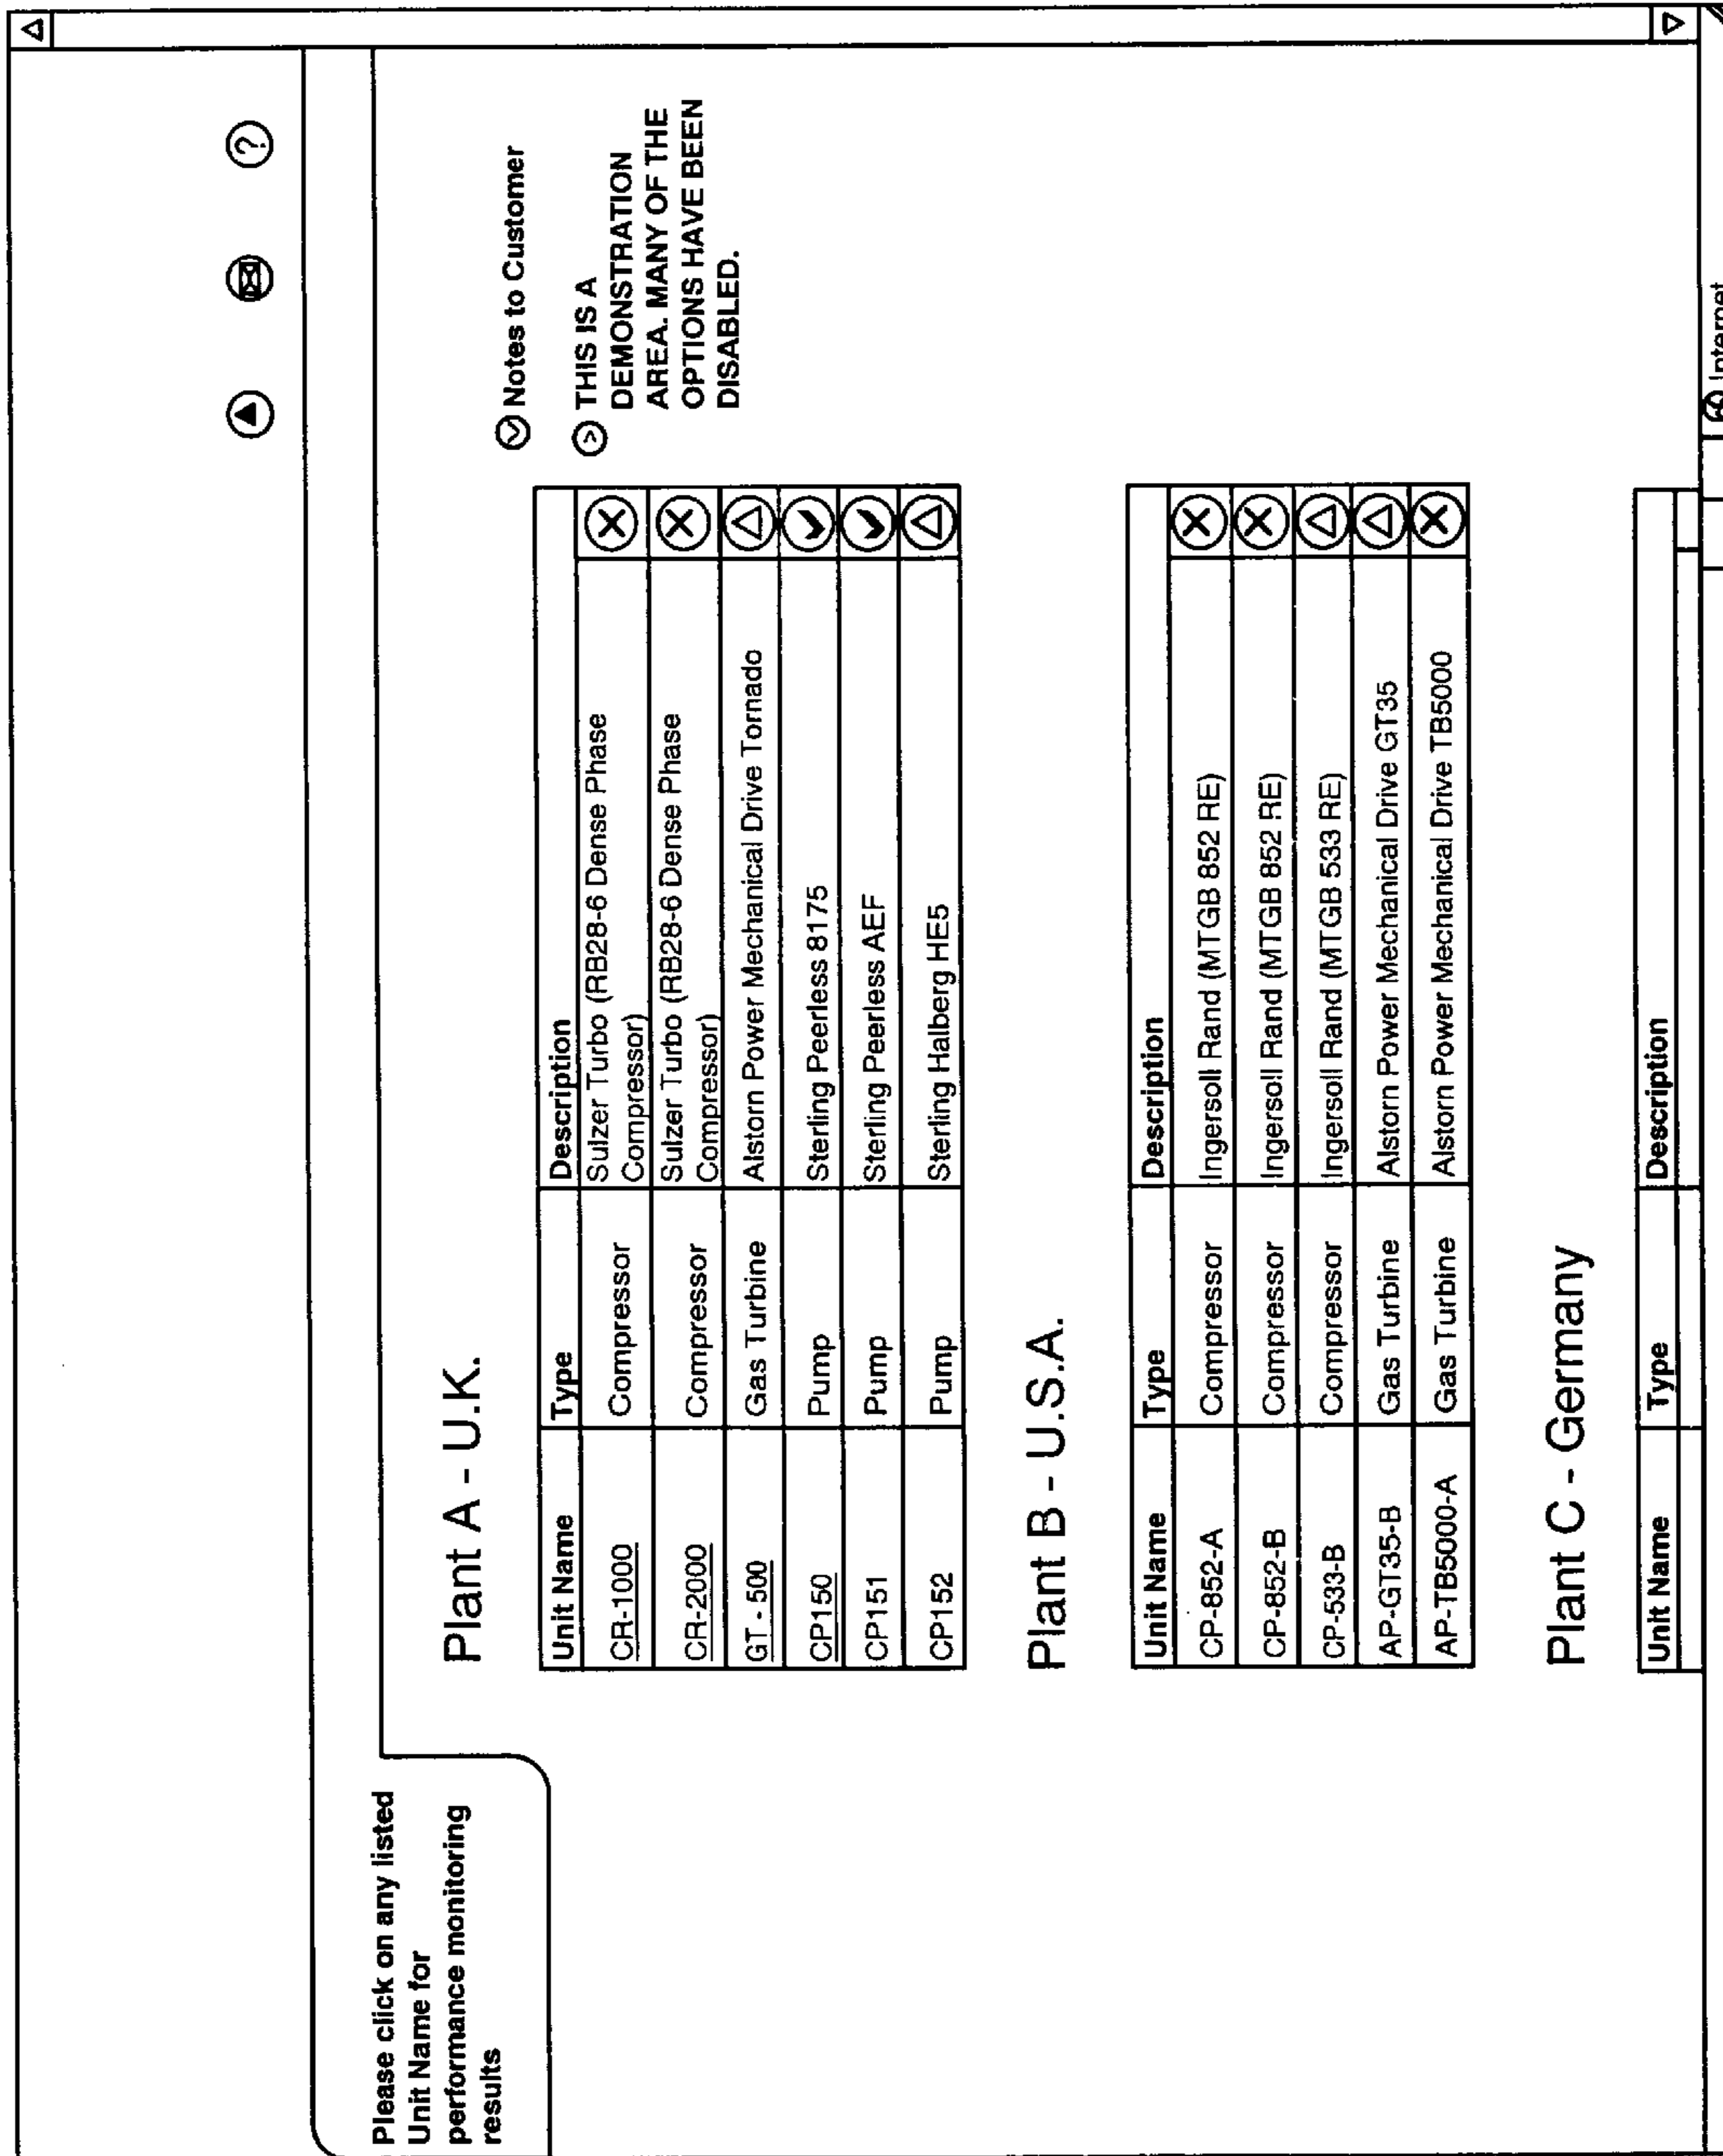 Please click on any listed
Unit Name for
performance monitoring
results
Plant A - U.K.
Unit Name Type Description
CR-1000 Compressor Sulzer Turbo (RB28-6 Dense Phase
Compressor)
CR-2000 Compressor Sulzer Turbo (RB28-6 Dense Phase
Compressor)
GT - 500 Gas Turbine Alstorn Power Mechanical Drive Tornado
CP150 Pump Sterling Peerless 8175
CP151 Pump Sterling Peerless AEF
CP152 Pump Sterling Halberg HE5
Notes to Customer
THIS IS A
DEMONSTRATION
AREA. MANY OF THE
OPTIONS HAVE BEEN
DISABLED.
Plant B - U.S.A.
Unit Name Type Description
CP-852-A Compressor Ingersoll Rand (MTGB 852 RE)
CP-852-B Compressor Ingersoll Rand (MTGB 852 RE)
CP-533-B Compressor Ingersoll Rand (MTGB 533 RE)
AP-GT35-B Gas Turbine Alstorn Power Mechanical Drive GT35
AP-TB5000-A Gas Turbine Alstorn Power Mechanical Drive TB5000
Plant C - Germany
Unit Name Type Description
Internet